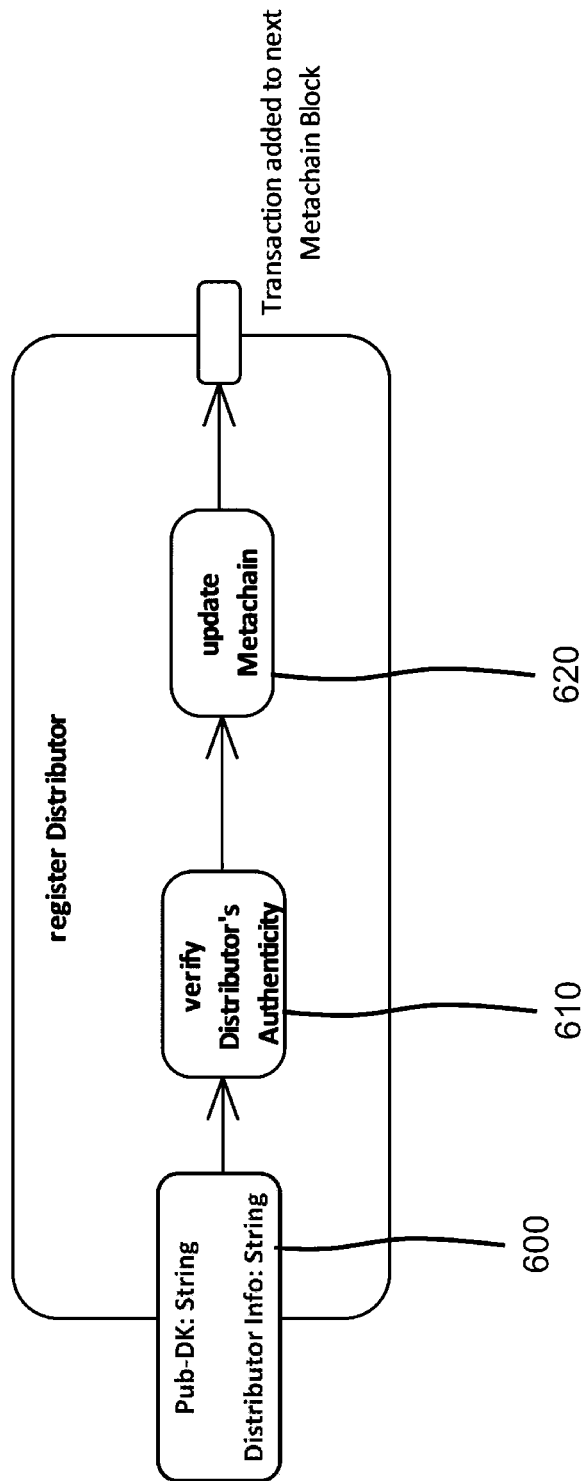 register Distributor
Pub-DK: String
Distributor Info: String
verify
Distributor's
Authenticity
update
Metachain
Transaction added to next
Metachain Block
600
610
620